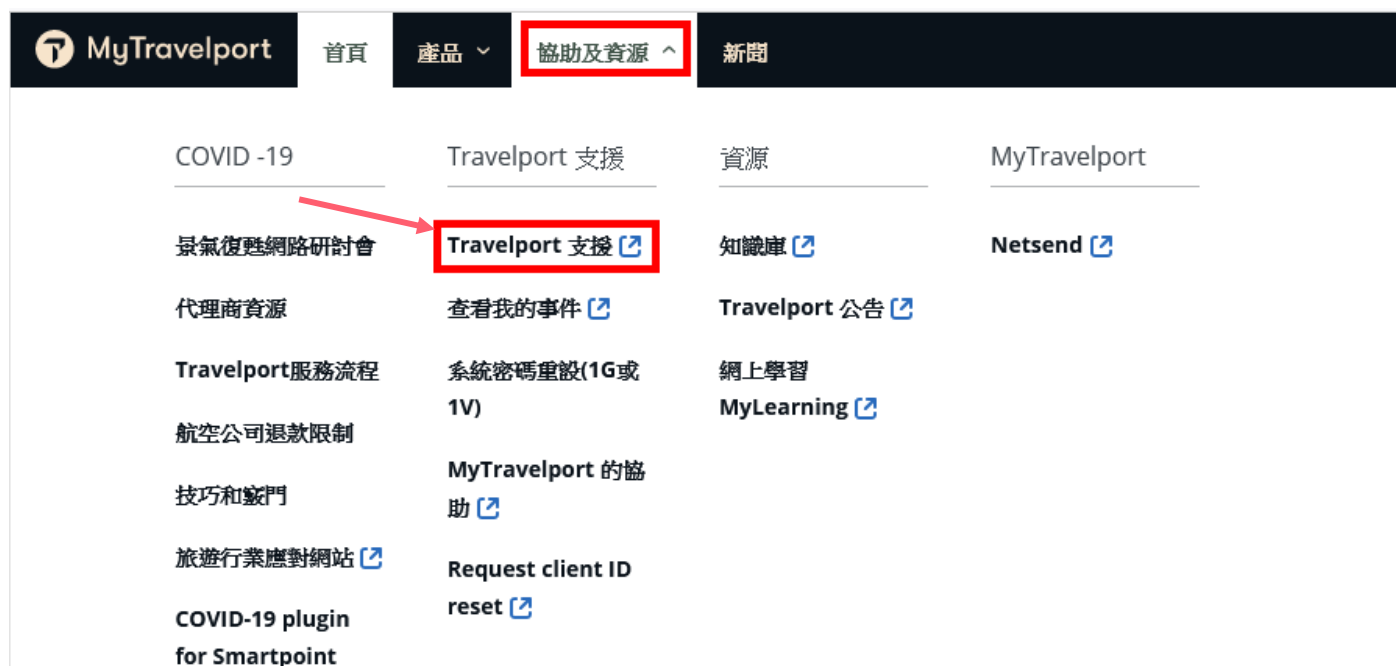 MyTravelport
首頁
產品
協助及資源
新聞
COVID -19
景氣復甦網路研討會
代理商資源
Travelport服務流程
航空公司退款限制
技巧和竅門
旅遊行業應對網站
COVID-19 plugin
for Smartpoint
Travelport 支援
Travelport 支援
查看我的事件
系統密碼重設(1G或
1V)
MyTravelport 的協
助
Request client ID
reset
資源
知識庫
Travelport 公告
網上學習
MyLearning
MyTravelport
Netsend